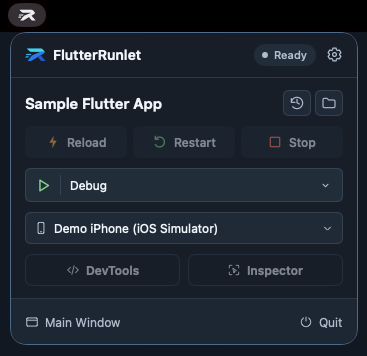 FlutterRunlet
Ready
Sample Flutter App
Reload
Restart
Stop
Debug
Demo iPhone (iOS Simulator)
DevTools
Inspector
Main Window
Quit